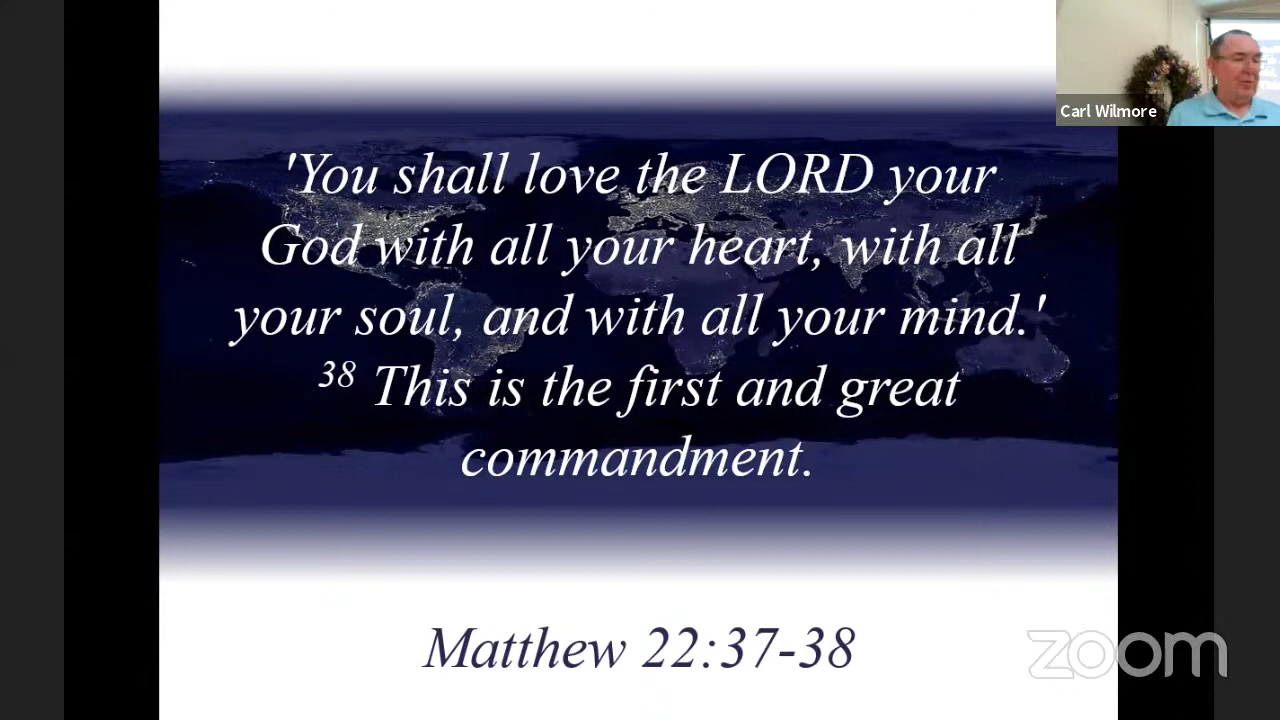 Carl Wilmore
'You shall love the LORD your
God with all your heart, with all
your soul, and with all your mind.'
38 This is the first and great
commandment.
Matthew 22:37-38
zoom